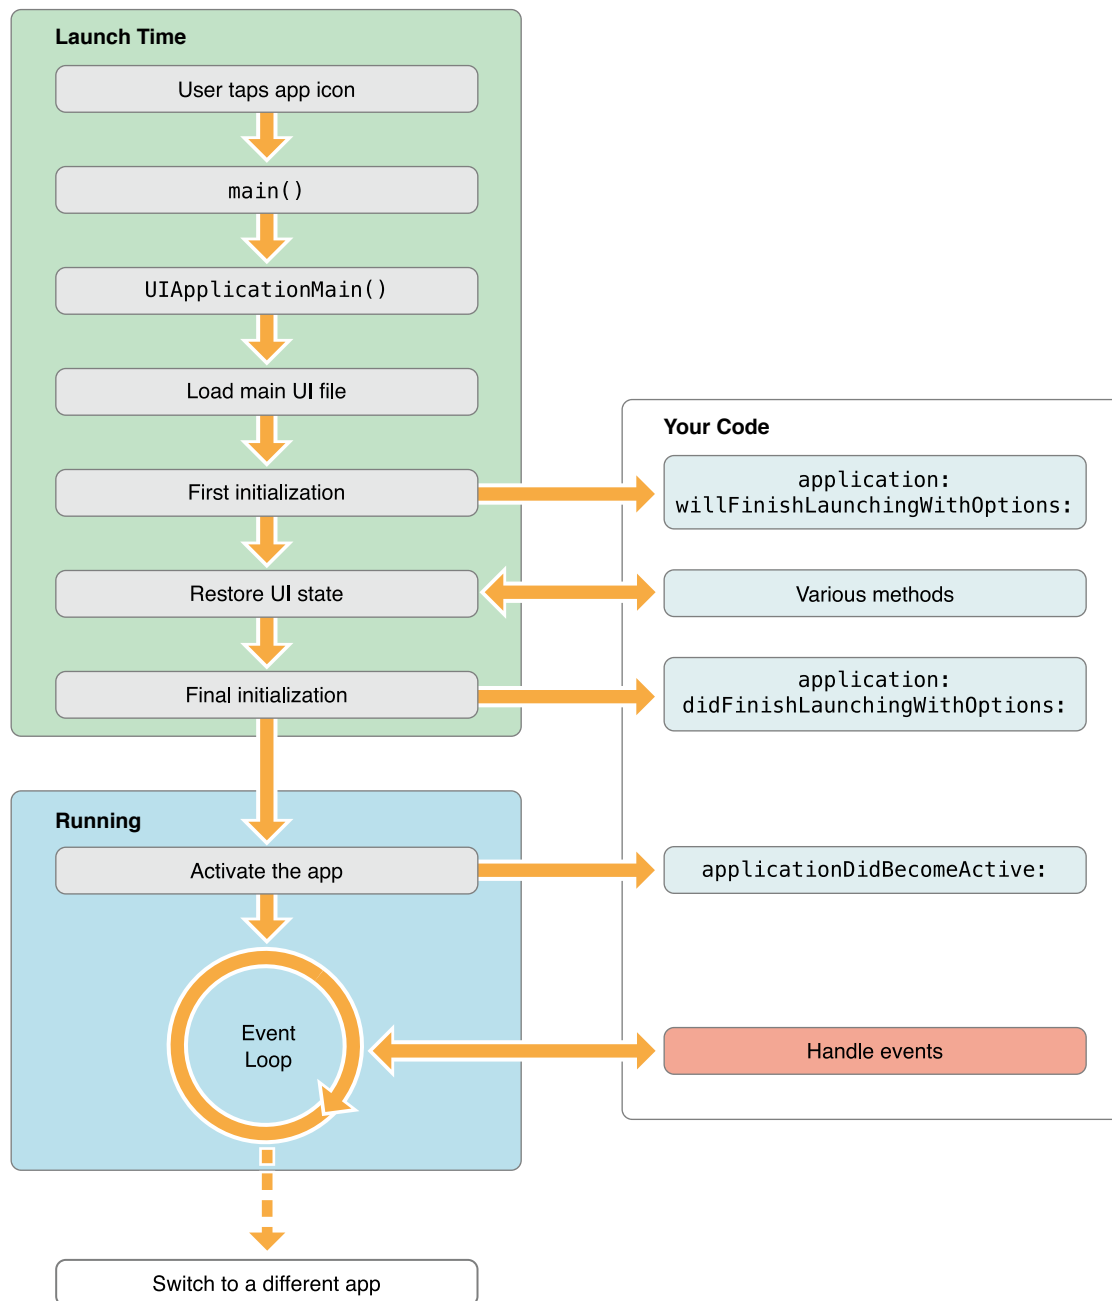 Launch Time
User taps app icon
main()
UIApplicationMain()
Load main UI file
First initialization
Restore UI state
Final initialization
Your Code
application:
willFinishLaunchingWithOptions:
Various methods
application:
didFinishLaunchingWithOptions:
Running
Activate the app
applicationDidBecomeActive:
Event
Loop
Handle events
Switch to a different app